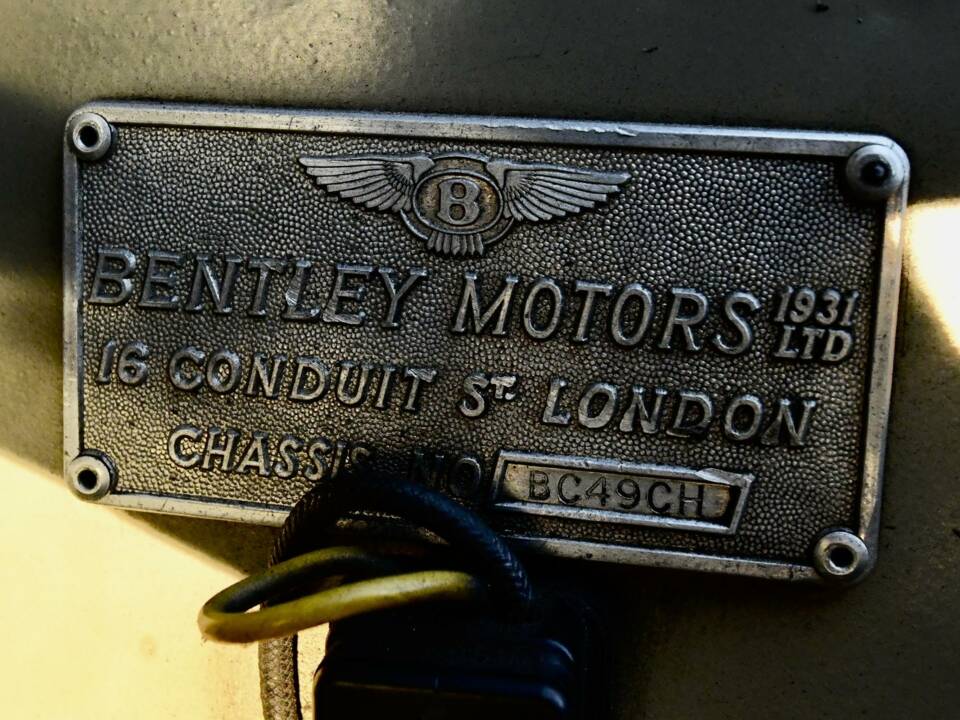 B
BENTLEY MOTORS 1931 LTD
16 CONDUIT ST. LONDON
CHASSIS NO BC49CH